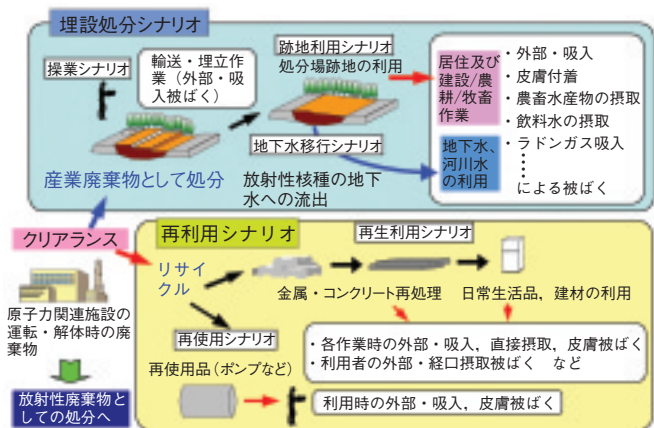 埋設処分シナリオ
操業シナリオ
輸送・埋立作
業（外部・吸
入被ばく）
跡地利用シナリオ
処分場跡地の利用
居住及び
建設/農
耕/牧畜
作業
・外部・吸入
・皮膚付着
・農畜水産物の摂取
・飲料水の摂取
・ラドンガス吸入
による被ばく
地下水、
河川水
の利用
地下水移行シナリオ
産業廃棄物として処分
放射性核種の地下
水への流出
クリアランス
原子力関連施設の
運転・解体時の廃
棄物
放射性廃棄物と
しての処分へ
再利用シナリオ
リサイ
クル
再生利用シナリオ
金属・コンクリート再処理
日常生活品，建材の利用
再使用シナリオ
再使用品（ポンプなど）
・各作業時の外部・吸入，直接摂取，皮膚被ばく
・利用者の外部・経口摂取被ばく　など
利用時の外部・吸入，皮膚被ばく